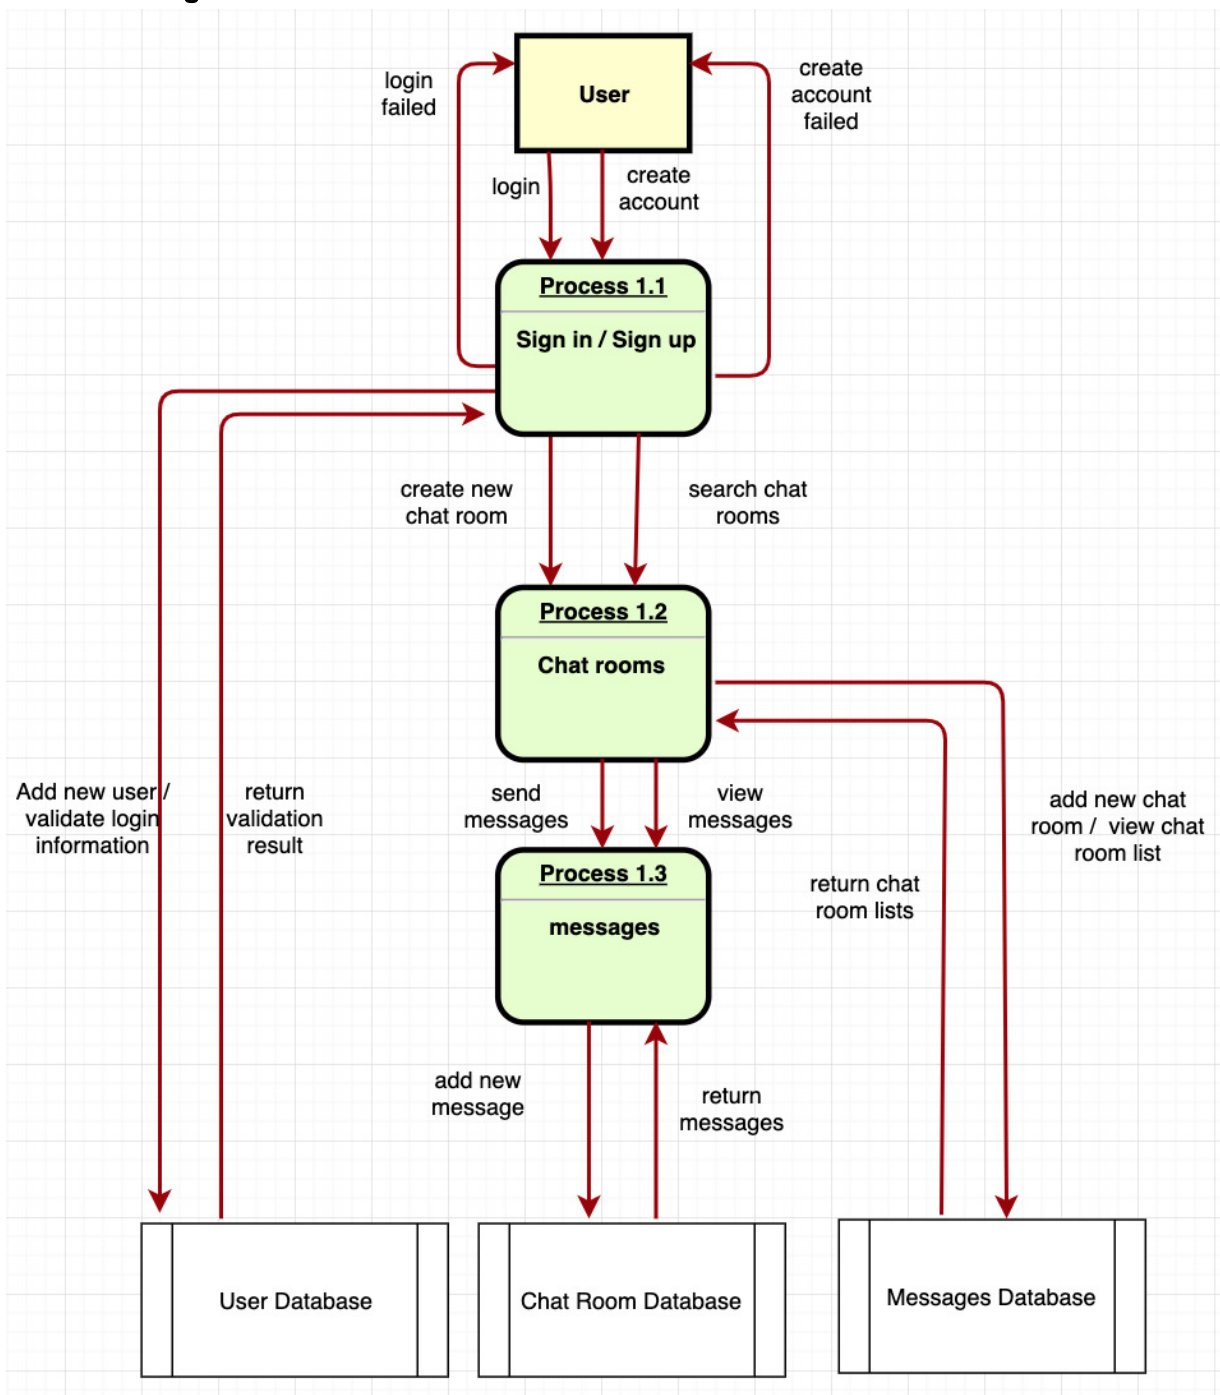 login
failed
User
create
account
failed
login
create
account
Process 1.1
Sign in / Sign up
create new
chat room
search chat
rooms
Process 1.2
Chat rooms
Add new user /
validate login
information
return
validation
result
send
messages
view
messages
add new chat
room / view chat
room list
Process 1.3
messages
return chat
room lists
add new
message
return
messages
User Database
Chat Room Database
Messages Database